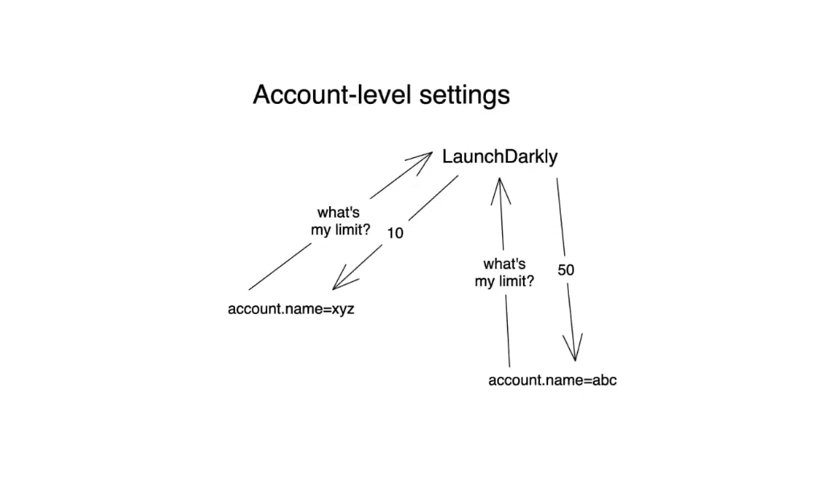 Account-level settings
LaunchDarkly
what's
my limit?
10
account.name=xyz
what's
my limit?
50
account.name=abc